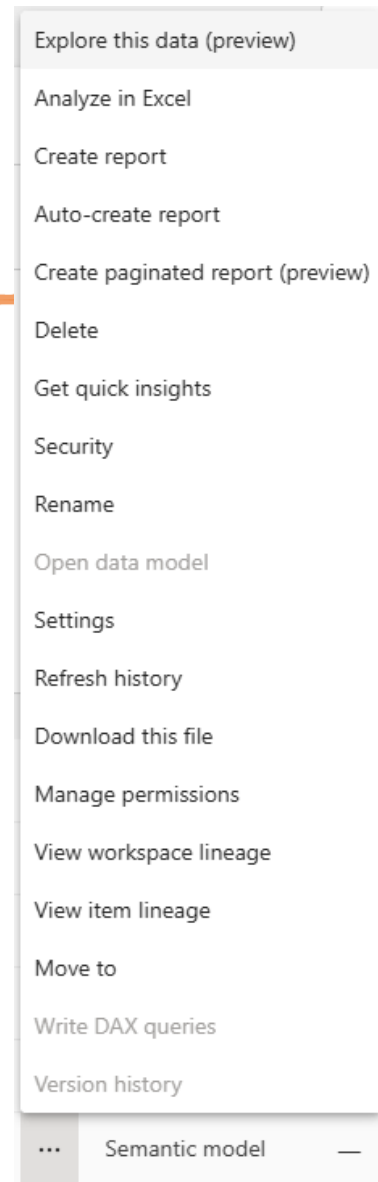 Explore this data (preview)
Analyze in Excel
Create report
Auto-create report
Create paginated report (preview)
Delete
Get quick insights
Security
Rename
Open data model
Settings
Refresh history
Download this file
Manage permissions
View workspace lineage
View item lineage
Move to
Write DAX queries
Version history
... Semantic model —